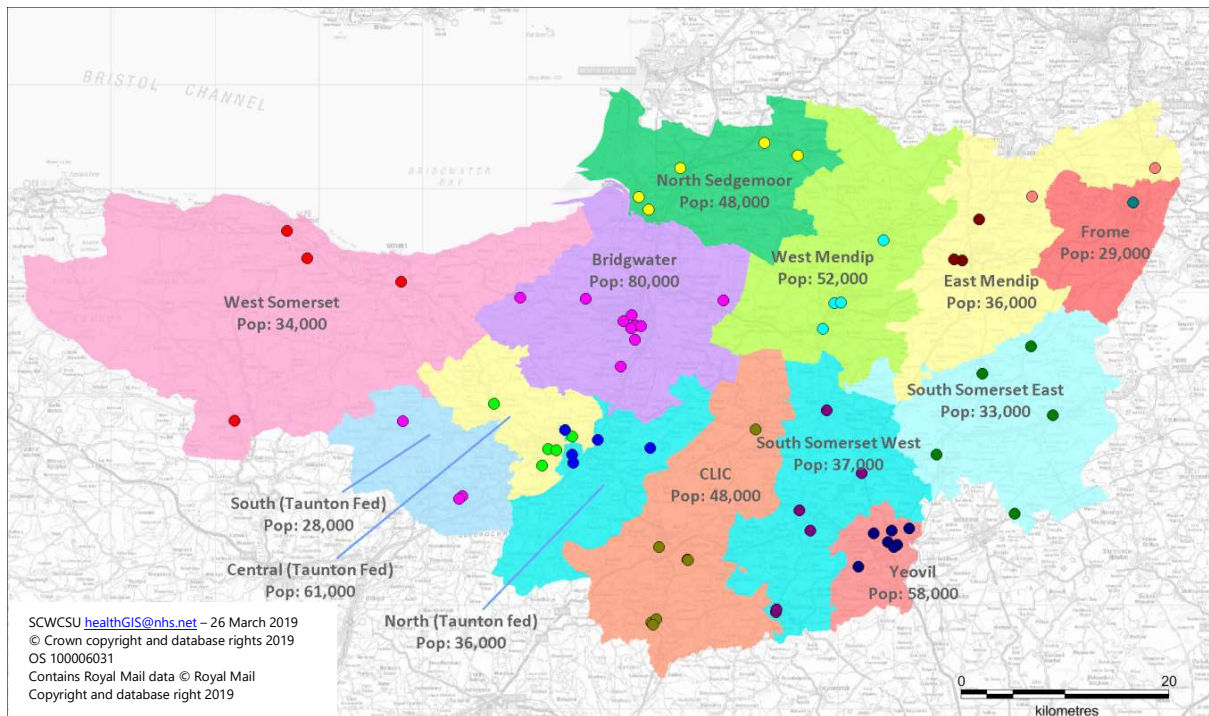 BRISTOL CHANNEL
BRIDGWATER
BAY
North Sedgemoor
Pop: 48,000
Bridgwater
Pop: 80,000
West Mendip
Pop: 52,000
Frome
Pop: 29,000
East Mendip
Pop: 36,000
West Somerset
Pop: 34,000
South Somerset East
Pop: 33,000
South Somerset West
Pop: 37,000
CLIC
Pop: 48,000
South (Taunton Fed)
Pop: 28,000
Central (Taunton Fed)
Pop: 61,000
Yeovil
Pop: 58,000
North (Taunton fed)
Pop: 36,000
SCWCSU healthGIS@nhs.net – 26 March 2019
© Crown copyright and database rights 2019
OS 100006031
Contains Royal Mail data © Royal Mail
Copyright and database right 2019
0 20
kilometres